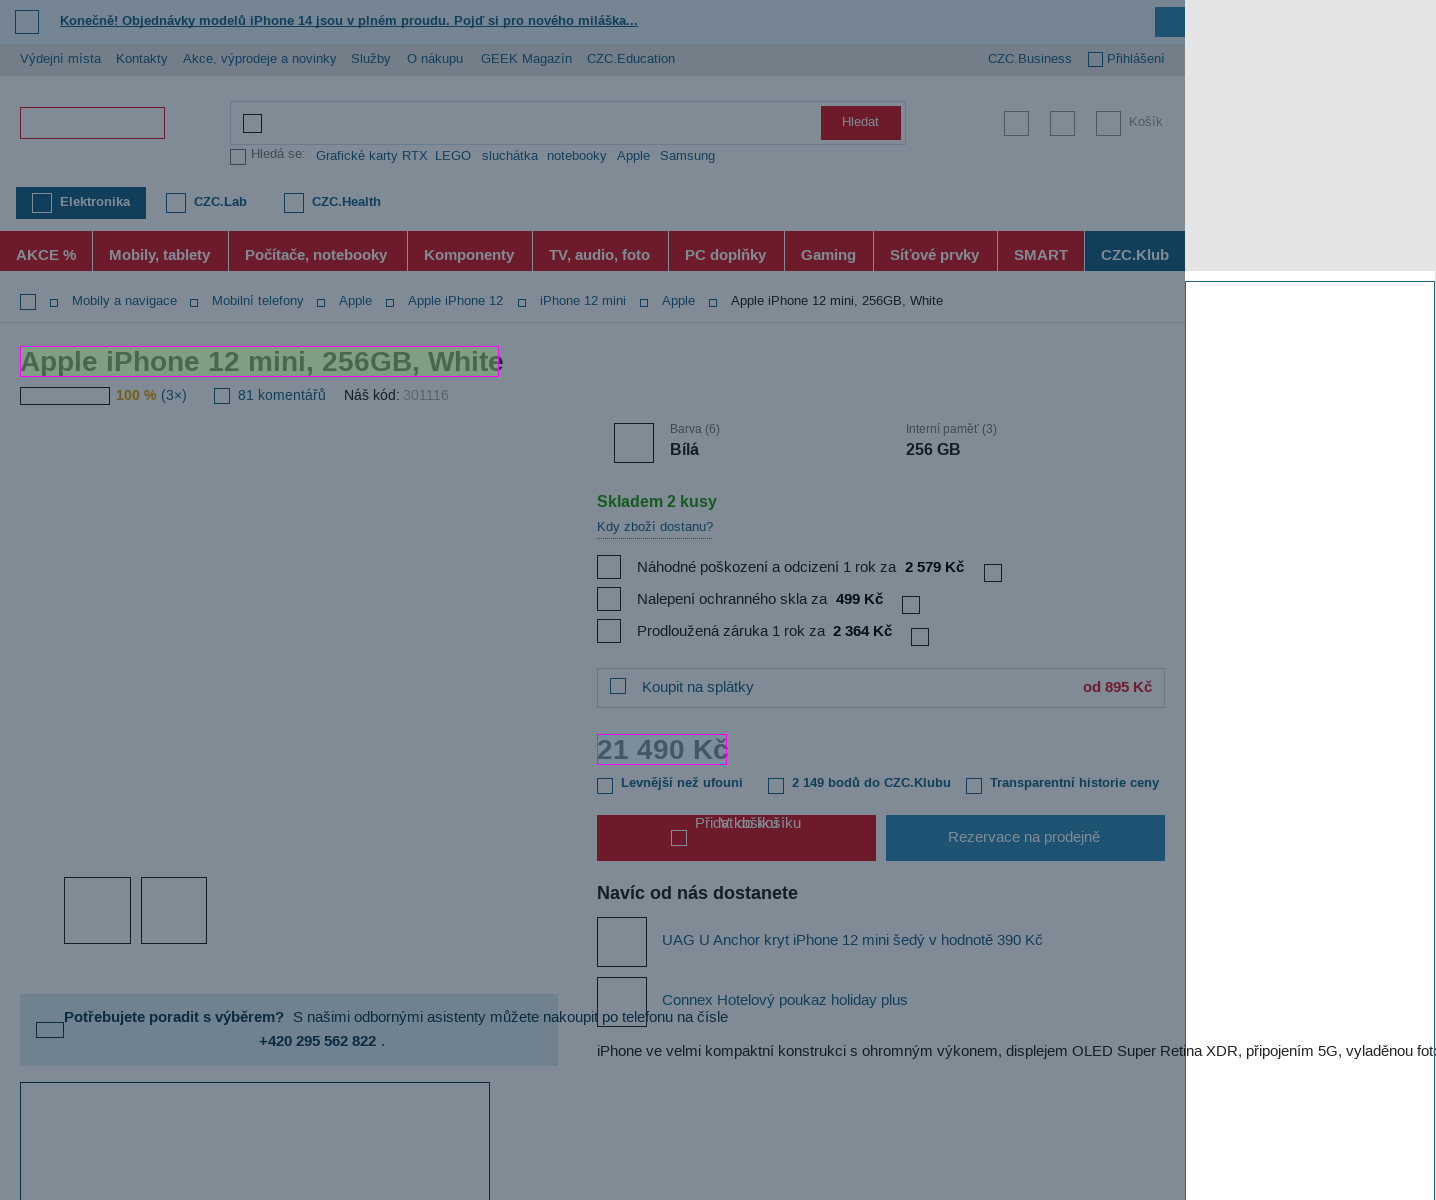 Konečně! Objednávky modelů iPhone 14 jsou v plném proudu. Pojď si pro nového miláška...
Výdejní místa Kontakty Akce, výprodeje a novinky Služby O nákupu GEEK Magazín CZC.Education CZC.Business Přihlášení
Hledat Košík
Hledá se: Grafické karty RTX LEGO sluchátka notebooky Apple Samsung
Elektronika CZC.Lab CZC.Health
AKCE % Mobily, tablety Počítače, notebooky Komponenty TV, audio, foto PC doplňky Gaming Síťové prvky SMART CZC.Klub
Mobily a navigace Mobilní telefony Apple Apple iPhone 12 iPhone 12 mini Apple Apple iPhone 12 mini, 256GB, White
Apple iPhone 12 mini, 256GB, White
100 % (3×) 81 komentářů Náš kód: 301116
Barva (6) Interní paměť (3)
Bílá 256 GB
Skladem 2 kusy
Kdy zboží dostanu?
Náhodné poškození a odcizení 1 rok za 2 579 Kč
Nalepení ochranného skla za 499 Kč
Prodloužená záruka 1 rok za 2 364 Kč
Koupit na splátky od 895 Kč
21 490 Kč
Levnější než ufouni 2 149 bodů do CZC.Klubu Transparentní historie ceny
Přidat do košíku V košíku
Rezervace na prodejně
Navíc od nás dostanete
UAG U Anchor kryt iPhone 12 mini šedý v hodnotě 390 Kč
Connex Hotelový poukaz holiday plus
Potřebujete poradit s výběrem? S našimi odbornými asistenty můžete nakoupit po telefonu na čísle
+420 295 562 822 .
iPhone ve velmi kompaktní konstrukci s ohromným výkonem, displejem OLED Super Retina XDR, připojením 5G, vyladěnou